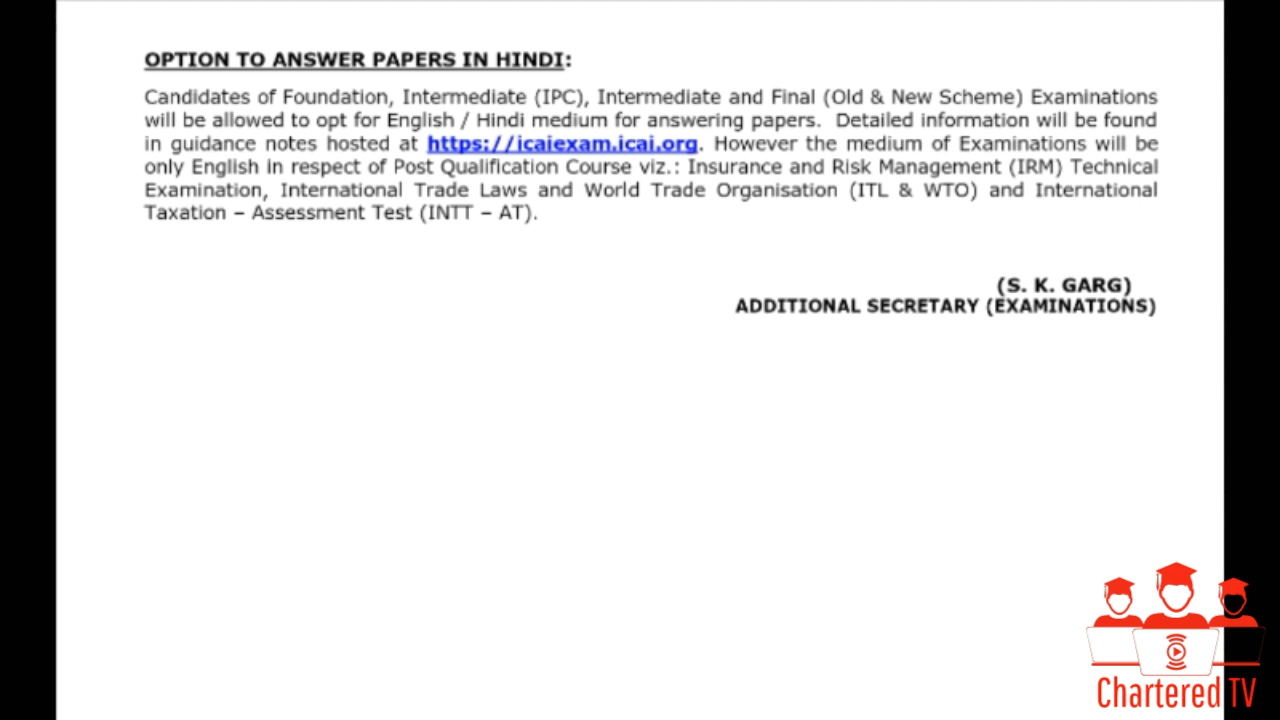 OPTION TO ANSWER PAPERS IN HINDI:
Candidates of Foundation, Intermediate (IPC), Intermediate and Final (Old & New Scheme) Examinations
will be allowed to opt for English / Hindi medium for answering papers. Detailed information will be found
in guidance notes hosted at https://icaiexam.icai.org. However the medium of Examinations will be
only English in respect of Post Qualification Course viz.: Insurance and Risk Management (IRM) Technical
Examination, International Trade Laws and World Trade Organisation (ITL & WTO) and International
Taxation – Assessment Test (INTT – AT).
(S. K. GARG)
ADDITIONAL SECRETARY (EXAMINATIONS)
Chartered TV